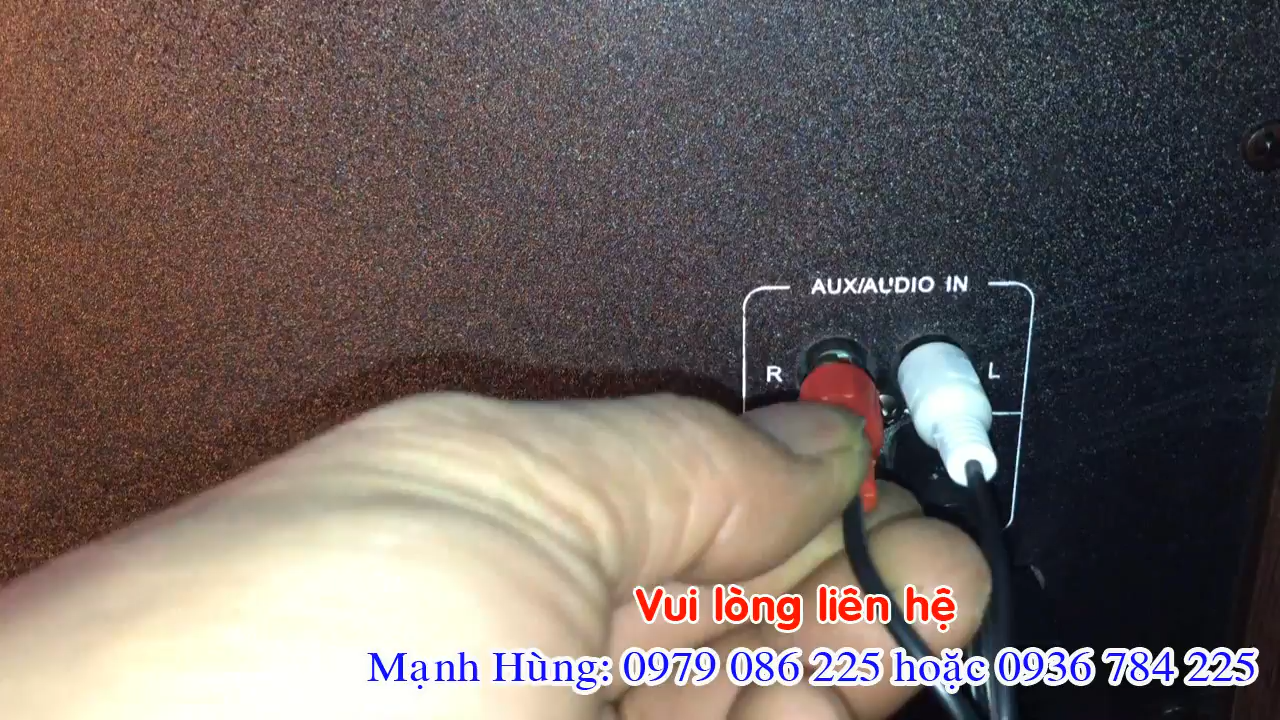 AUX/AUDIO IN
R
L
Vui lòng liên hệ
Mạnh Hùng: 0979 086 225 hoặc 0936 784 225